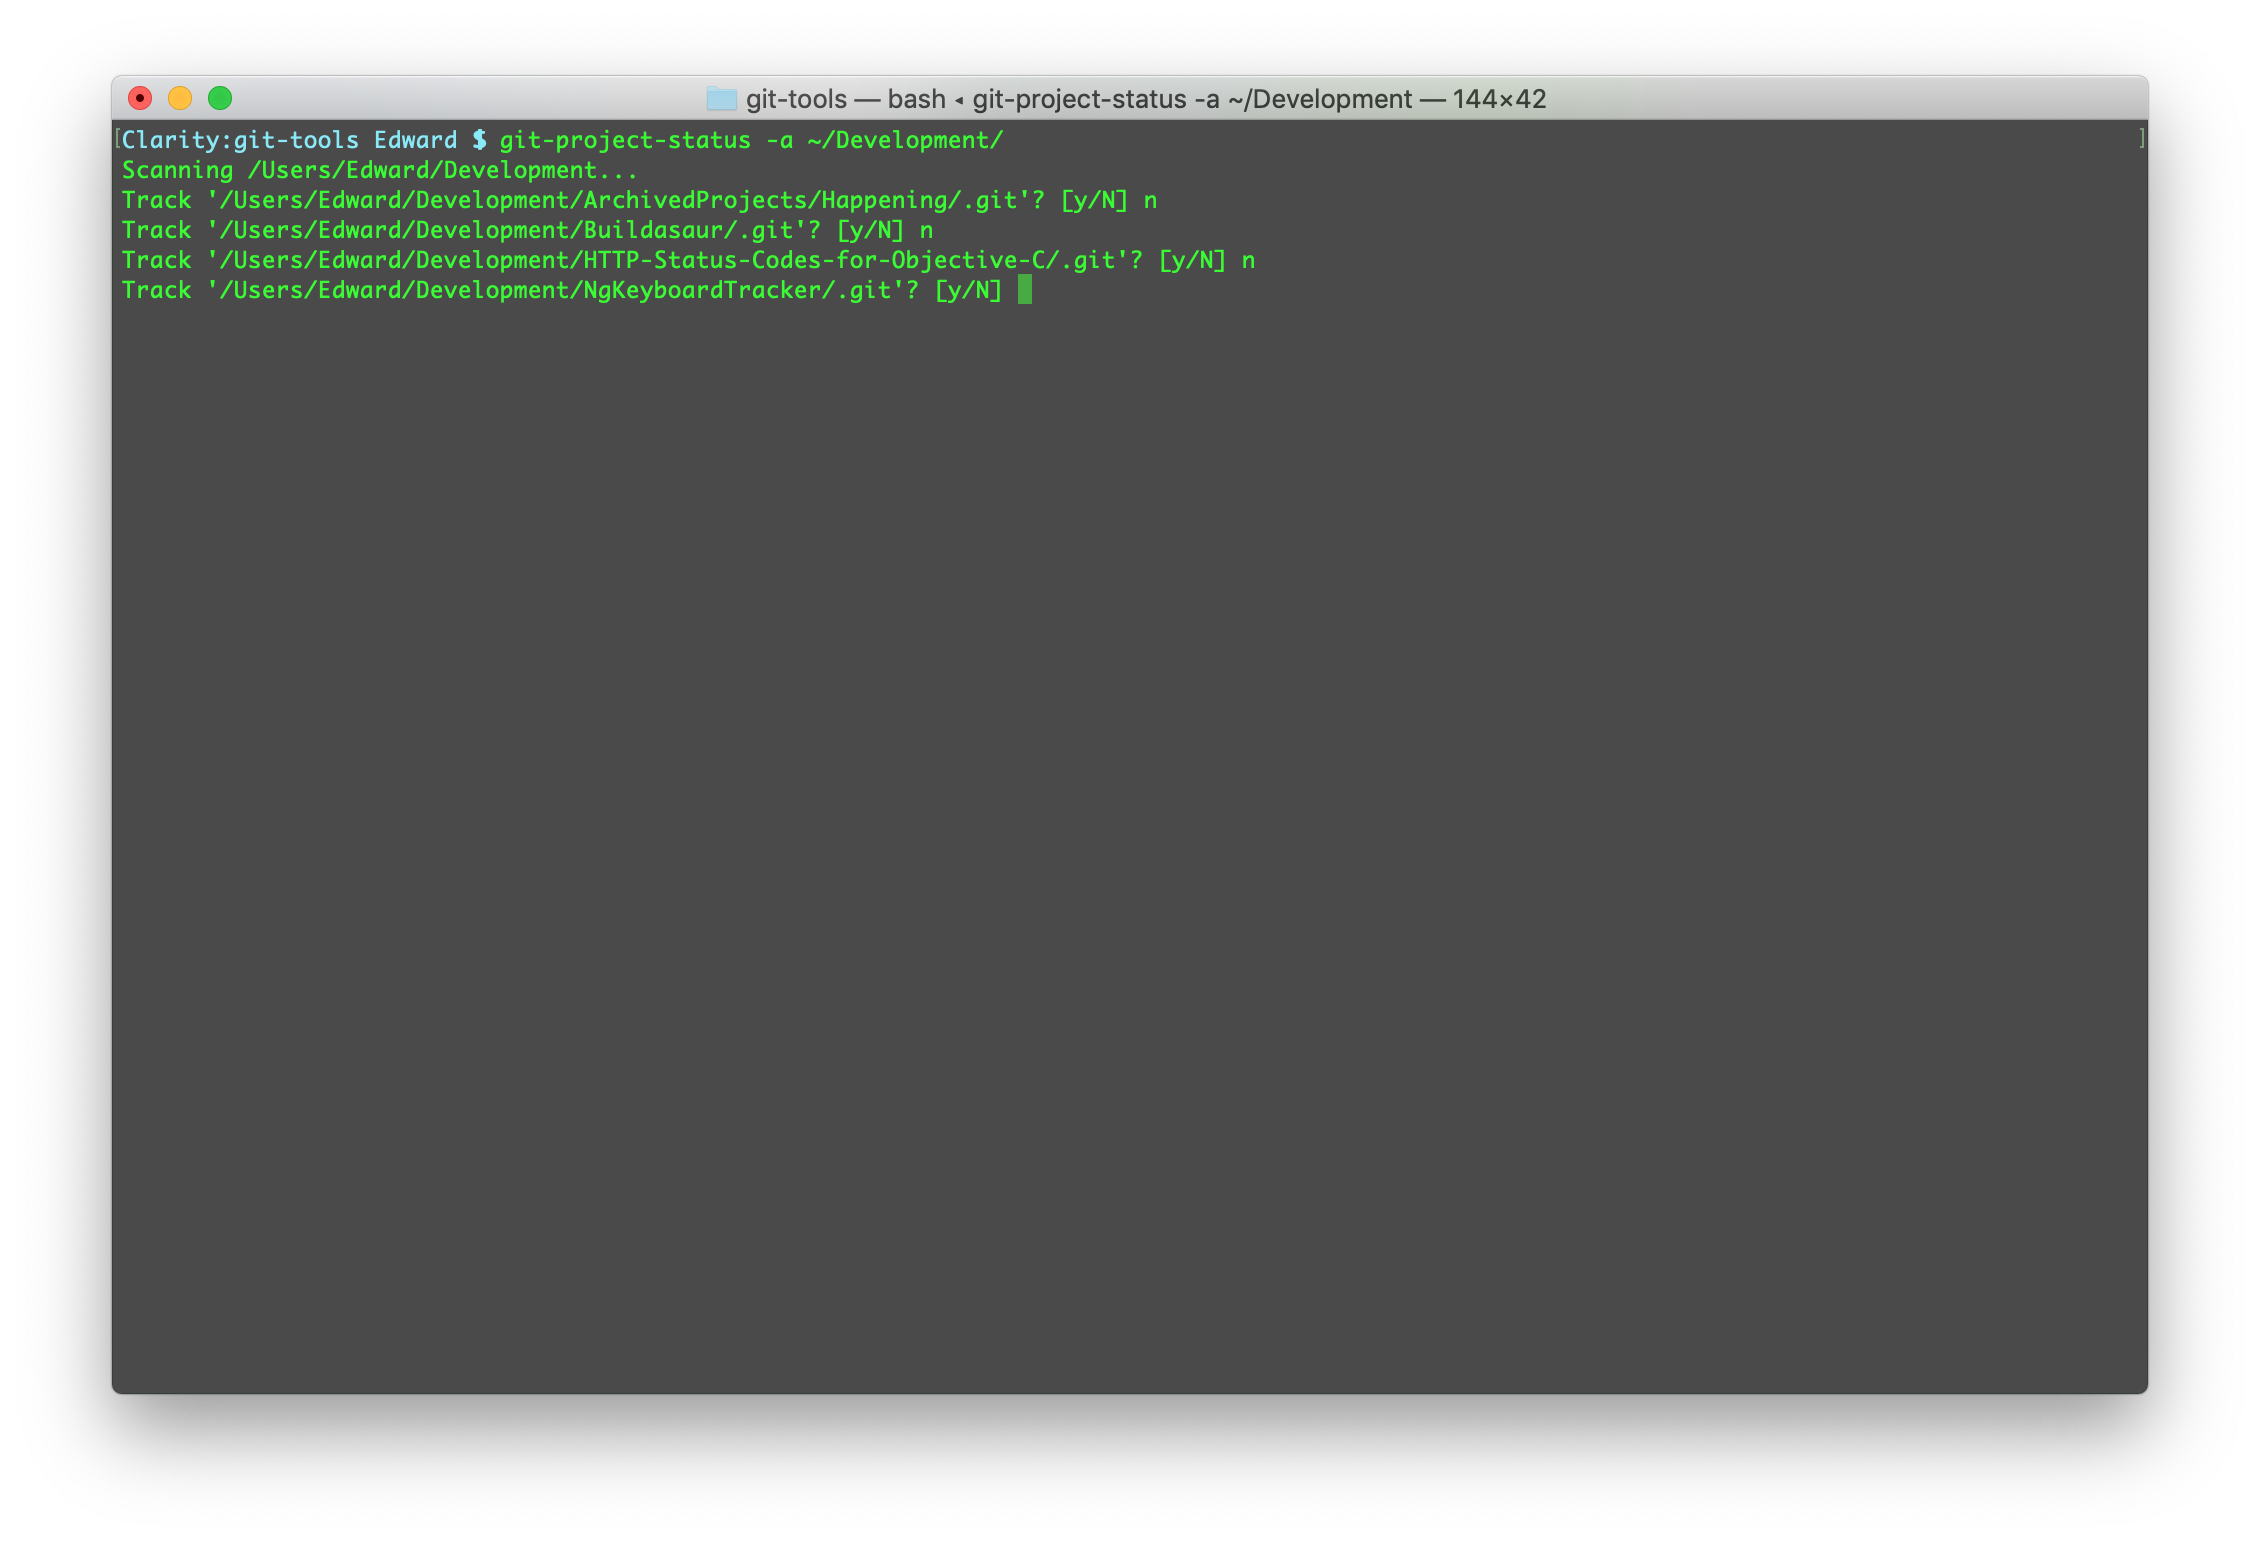 git-tools — bash ◂ git-project-status -a ~/Development — 144×42
[Clarity:git-tools Edward $ git-project-status -a ~/Development/ ]
Scanning /Users/Edward/Development...
Track '/Users/Edward/Development/ArchivedProjects/Happening/.git'? [y/N] n
Track '/Users/Edward/Development/Buildasaur/.git'? [y/N] n
Track '/Users/Edward/Development/HTTP-Status-Codes-for-Objective-C/.git'? [y/N] n
Track '/Users/Edward/Development/NgKeyboardTracker/.git'? [y/N]